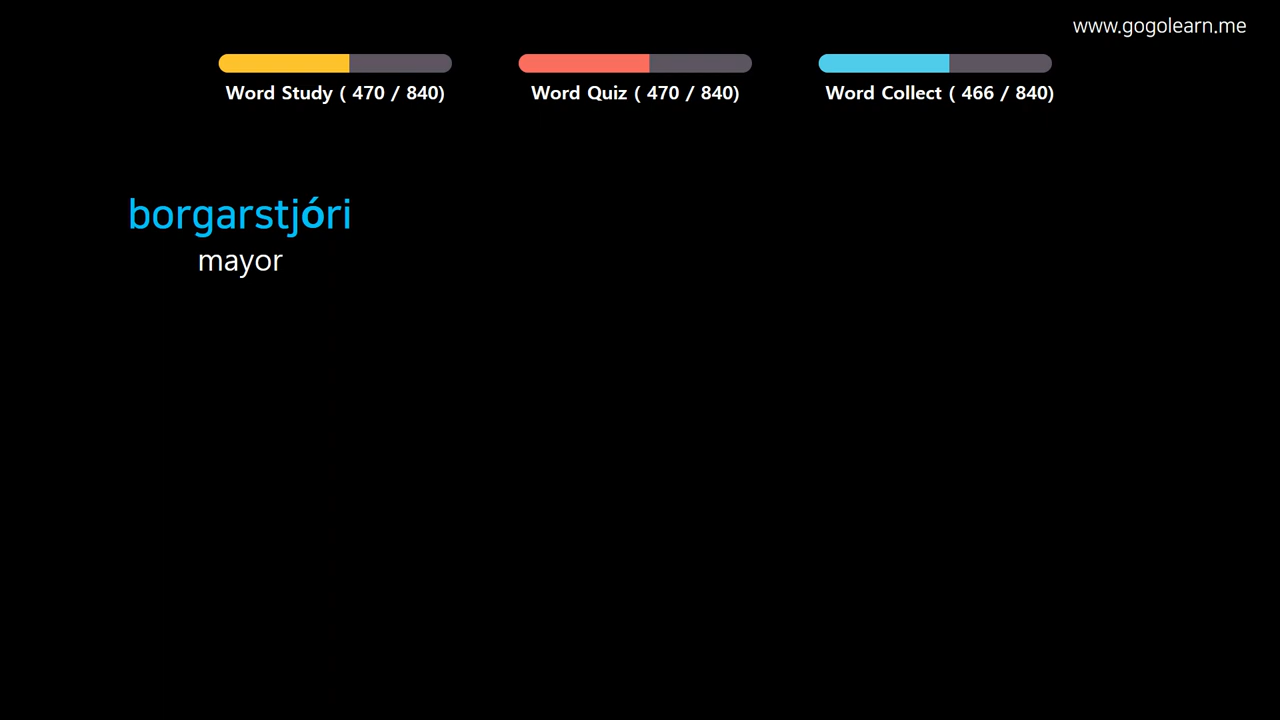 www.gogolearn.me
Word Study ( 470 / 840)
Word Quiz ( 470 / 840)
Word Collect ( 466 / 840)
borgarstjóri
mayor